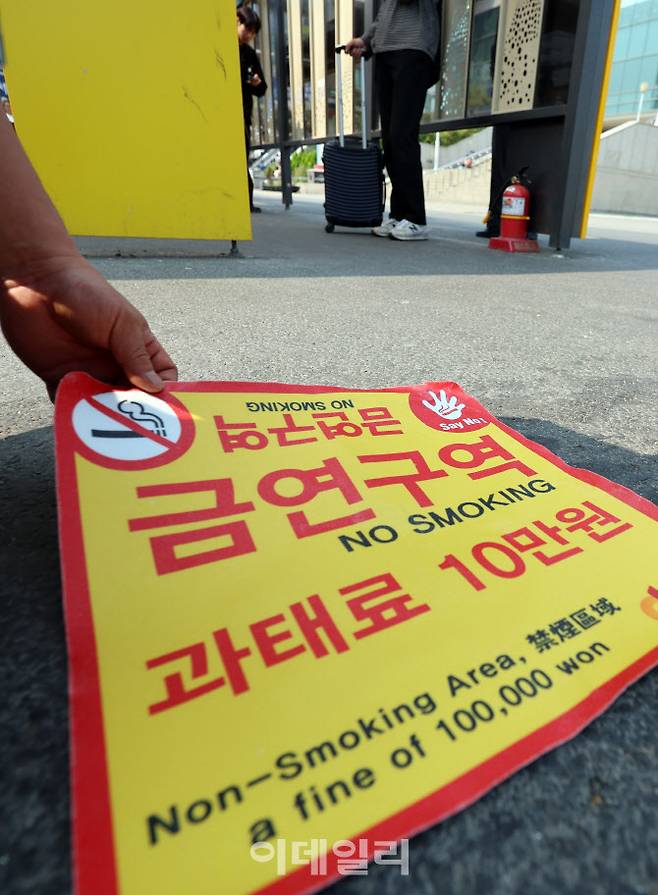 금연구역
NO SMOKING
Say No!
금연구역
NO SMOKING
과태료 10만원
Non-Smoking Area, 禁煙區域
a fine of 100,000 won
이데일리